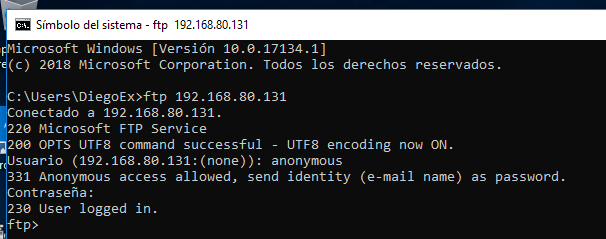 Símbolo del sistema - ftp 192.168.80.131
Microsoft Windows [Versión 10.0.17134.1]
(c) 2018 Microsoft Corporation. Todos los derechos reservados.
C:\Users\DiegoEx>ftp 192.168.80.131
Conectado a 192.168.80.131.
220 Microsoft FTP Service
200 OPTS UTF8 command successful - UTF8 encoding now ON.
Usuario (192.168.80.131:(none)): anonymous
331 Anonymous access allowed, send identity (e-mail name) as password.
Contraseña:
230 User logged in.
ftp>